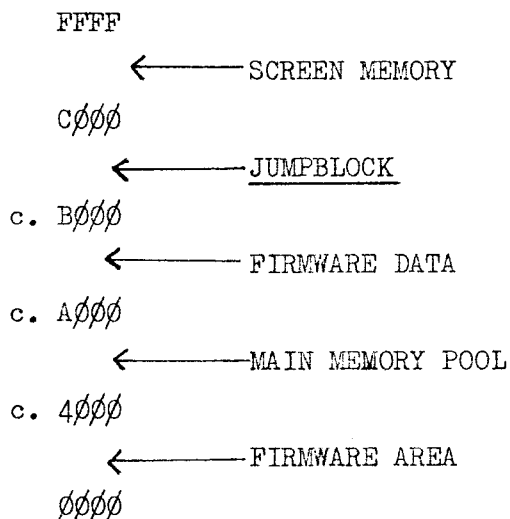 FFFF
SCREEN MEMORY
CØØØ
JUMPBLOCK
c. BØØØ
FIRMWARE DATA
c. AØØØ
MAIN MEMORY POOL
c. 4ØØØ
FIRMWARE AREA
ØØØØ